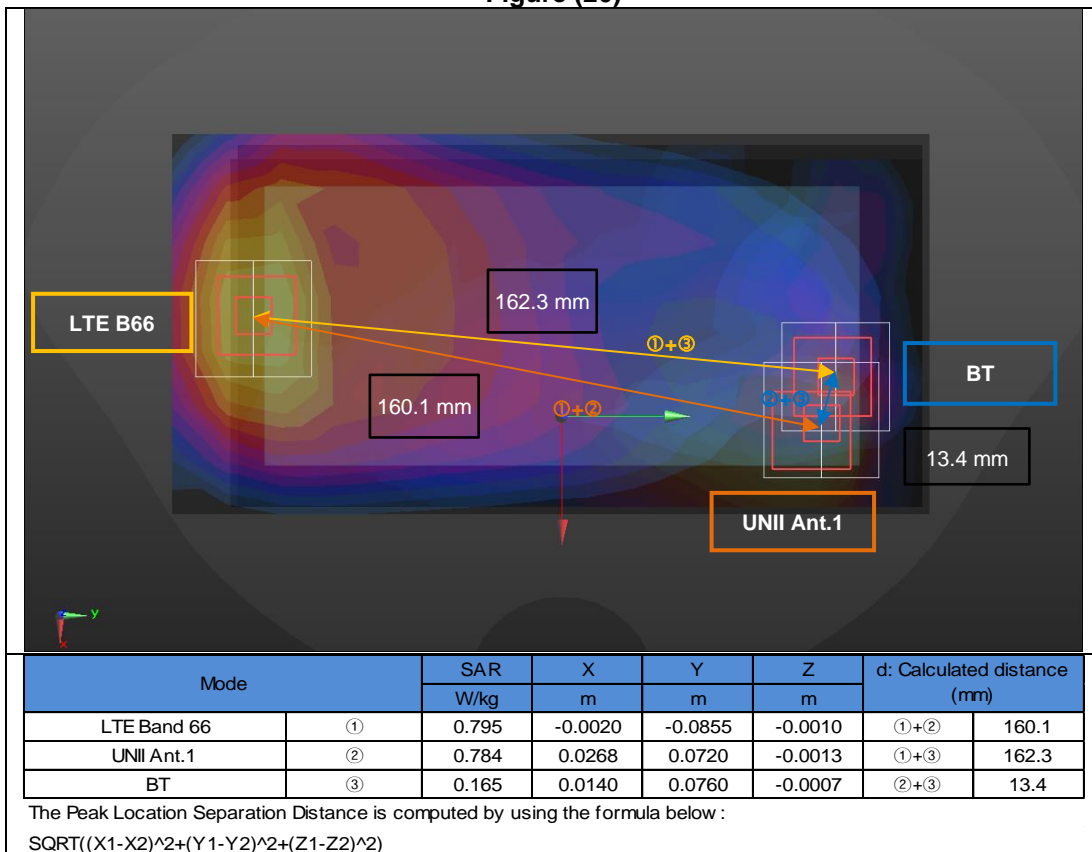 LTE B66
162.3 mm
①+③
BT
160.1 mm
①+②
②+③
13.4 mm
UNII Ant.1
y
x
Mode SAR X Y Z d: Calculated distance (mm)
W/kg m m m
LTE Band 66 ① 0.795 -0.0020 -0.0855 -0.0010 ①+② 160.1
UNII Ant.1 ② 0.784 0.0268 0.0720 -0.0013 ①+③ 162.3
BT ③ 0.165 0.0140 0.0760 -0.0007 ②+③ 13.4
The Peak Location Separation Distance is computed by using the formula below :
SQRT((X1-X2)^2+(Y1-Y2)^2+(Z1-Z2)^2)